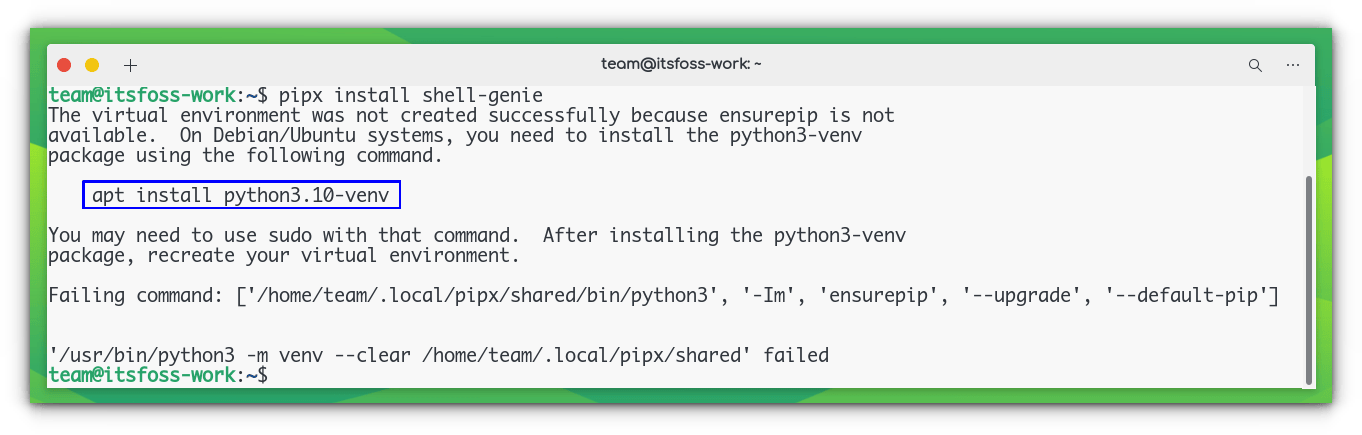 team@itsfoss-work: ~
team@itsfoss-work:~$ pipx install shell-genie
The virtual environment was not created successfully because ensurepip is not
available.  On Debian/Ubuntu systems, you need to install the python3-venv
package using the following command.
apt install python3.10-venv
You may need to use sudo with that command.  After installing the python3-venv
package, recreate your virtual environment.
Failing command: ['/home/team/.local/pipx/shared/bin/python3', '-Im', 'ensurepip', '--upgrade', '--default-pip']
'/usr/bin/python3 -m venv --clear /home/team/.local/pipx/shared' failed
team@itsfoss-work:~$